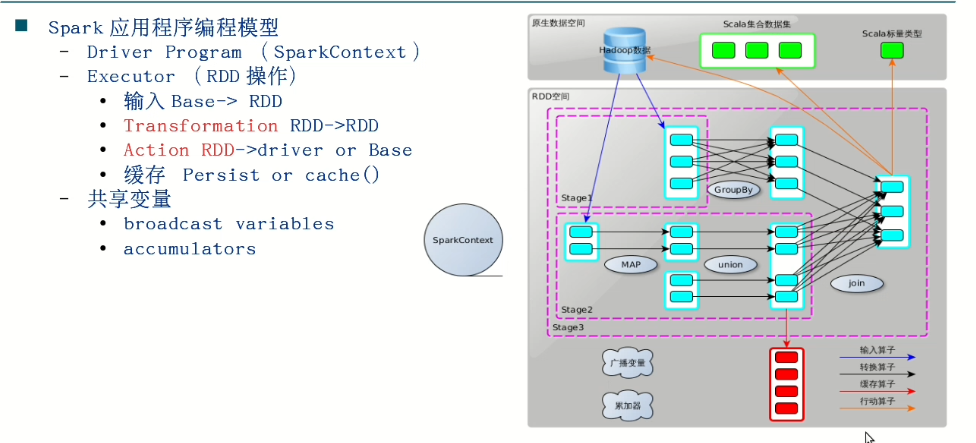 Spark 应用程序编程模型
– Driver Program （SparkContext）
– Executor （RDD 操作）
• 输入 Base-> RDD
• Transformation RDD->RDD
• Action RDD->driver or Base
• 缓存 Persist or cache()
– 共享变量
• broadcast variables
• accumulators
SparkContext
原生数据空间
Hadoop数据
Scala集合数据集
Scala标量类型
RDD空间
Stage1
GroupBy
MAP
union
join
Stage2
Stage3
广播变量
累加器
输入算子
转换算子
缓存算子
行动算子